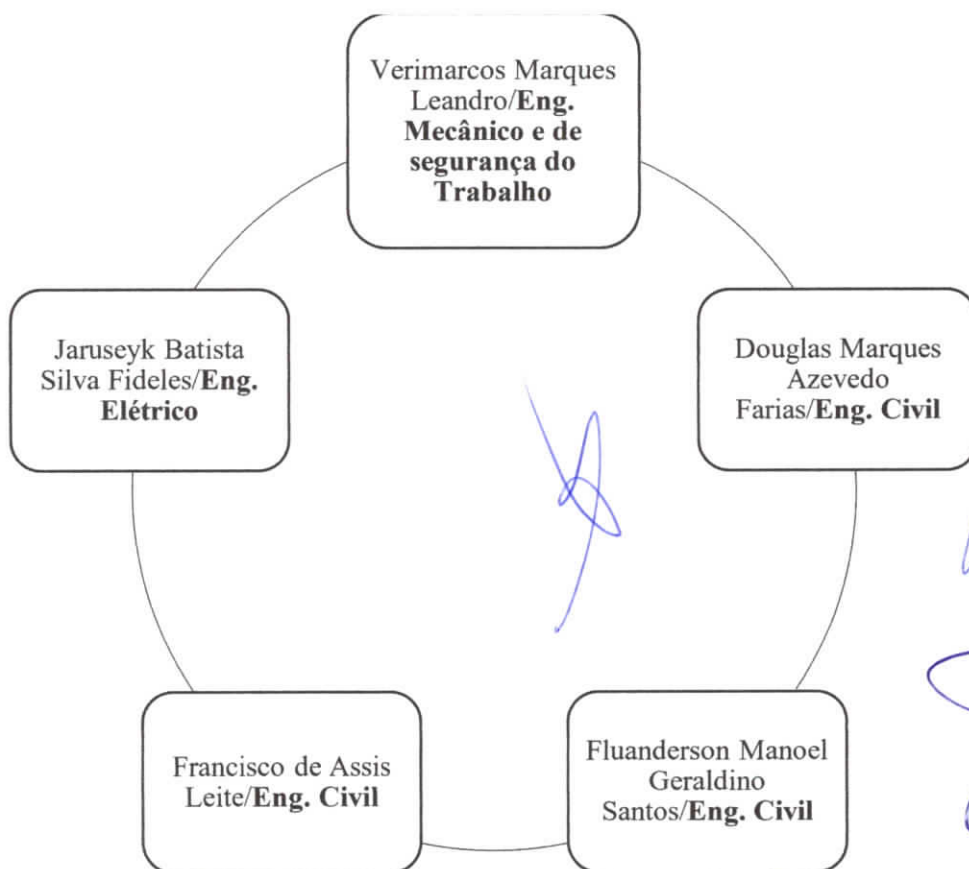 Verimarcos Marques
Leandro/Eng.
Mecânico e de
segurança do
Trabalho
Jaruseyk Batista
Silva Fideles/Eng.
Elétrico
Douglas Marques
Azevedo
Farias/Eng. Civil
Francisco de Assis
Leite/Eng. Civil
Fluanderson Manoel
Geraldino
Santos/Eng. Civil